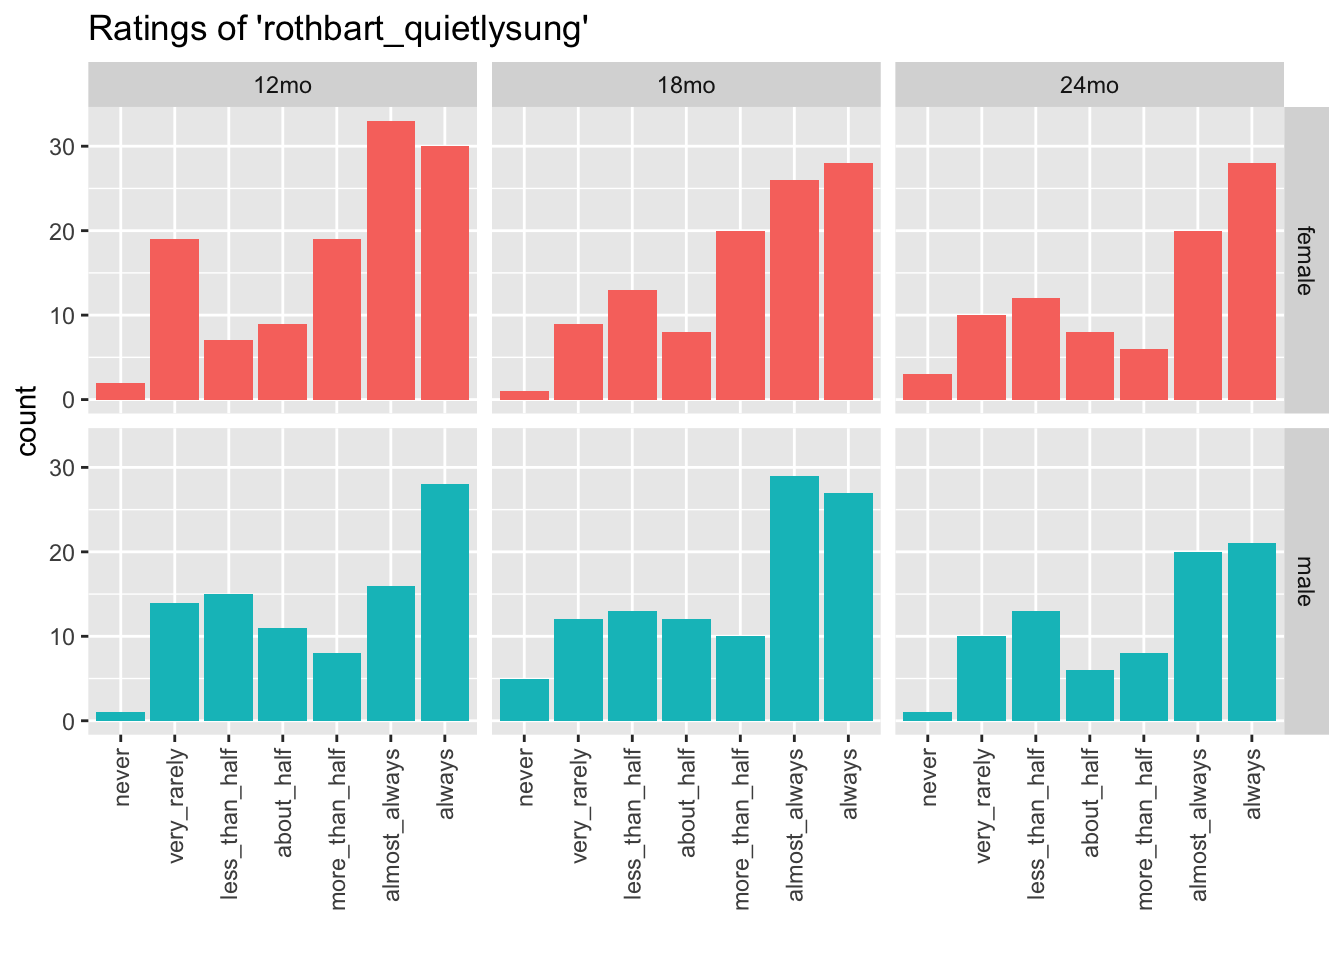 Ratings of 'rothbart_quietlysung'
12mo 18mo 24mo
30
20
10
0
female
count
30
20
10
0
male
never very_rarely less_than_half about_half more_than_half almost_always always never very_rarely less_than_half about_half more_than_half almost_always always never very_rarely less_than_half about_half more_than_half almost_always always